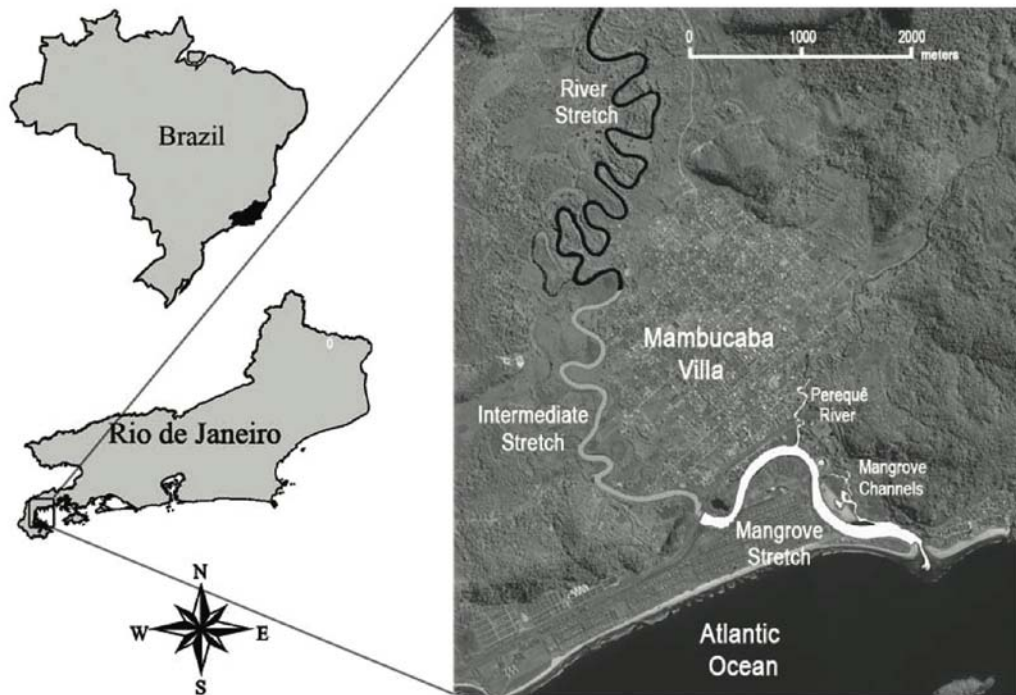 Brazil
Rio de Janeiro
0
N
W
E
S
0 1000 2000
meters
River
Stretch
Mambucaba
Villa
Intermediate
Stretch
Perequê
River
Mangrove
Channels
Mangrove
Stretch
Atlantic
Ocean